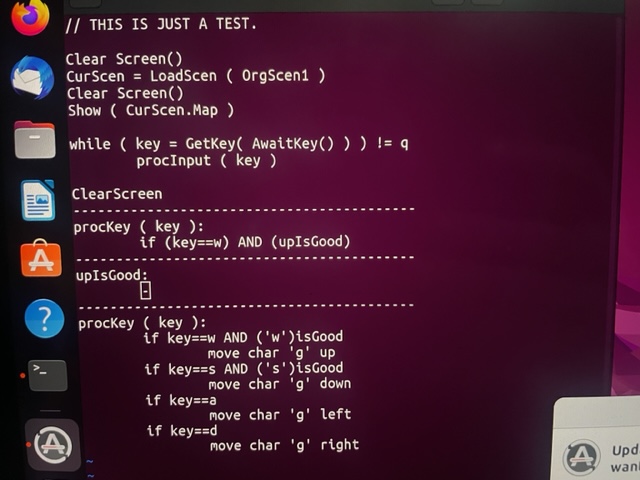 // THIS IS JUST A TEST.
Clear Screen()
CurScen = LoadScen ( OrgScen1 )
Clear Screen()
Show ( CurScen.Map )
while ( key = GetKey( AwaitKey() ) ) != q
procInput ( key )
ClearScreen
--------------------------------------------
procKey ( key ):
if (key==w) AND (upIsGood)
--------------------------------------------
upIsGood:
-
--------------------------------------------
procKey ( key ):
if key==w AND ('w')isGood
move char 'g' up
if key==s AND ('s')isGood
move char 'g' down
if key==a
move char 'g' left
if key==d
move char 'g' right
~
~
?
>_